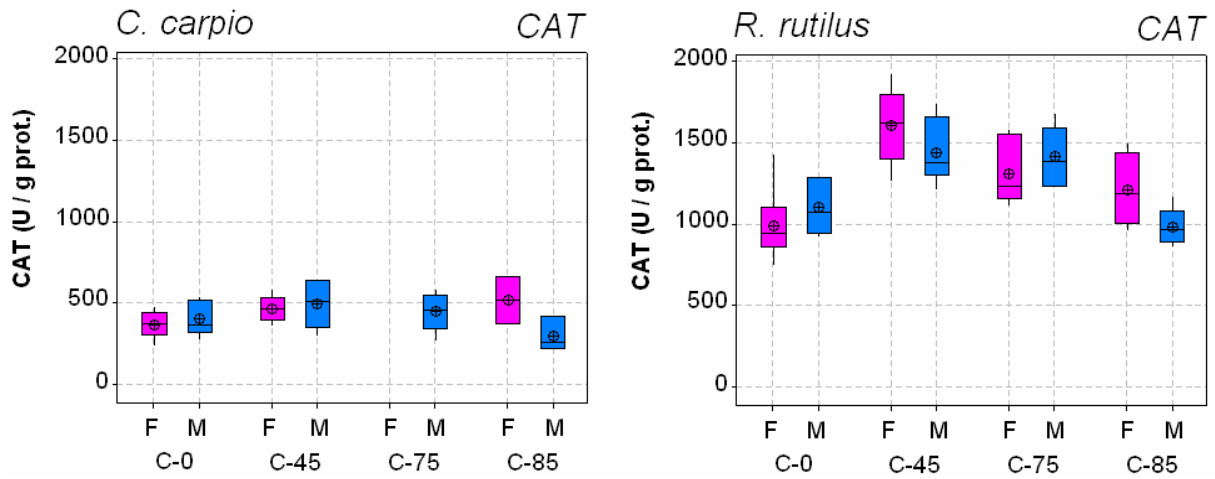 C. carpio CAT
2000
1500
1000
500
0
CAT (U / g prot.)
F M F M F M F M
C-0 C-45 C-75 C-85
R. rutilus CAT
2000
1500
1000
500
0
CAT (U / g prot.)
F M F M F M F M
C-0 C-45 C-75 C-85